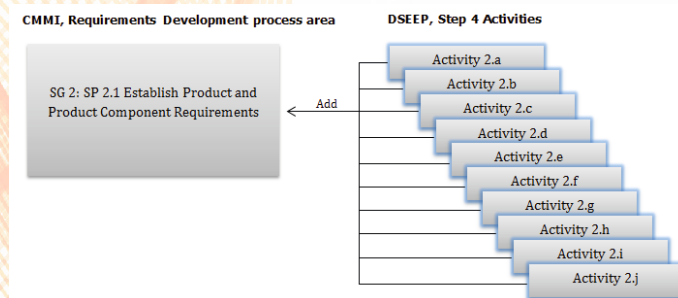 CMMI, Requirements Development process area
DSEEP, Step 4 Activities
SG 2: SP 2.1 Establish Product and
Product Component Requirements
Add
Activity 2.a
Activity 2.b
Activity 2.c
Activity 2.d
Activity 2.e
Activity 2.f
Activity 2.g
Activity 2.h
Activity 2.i
Activity 2.j